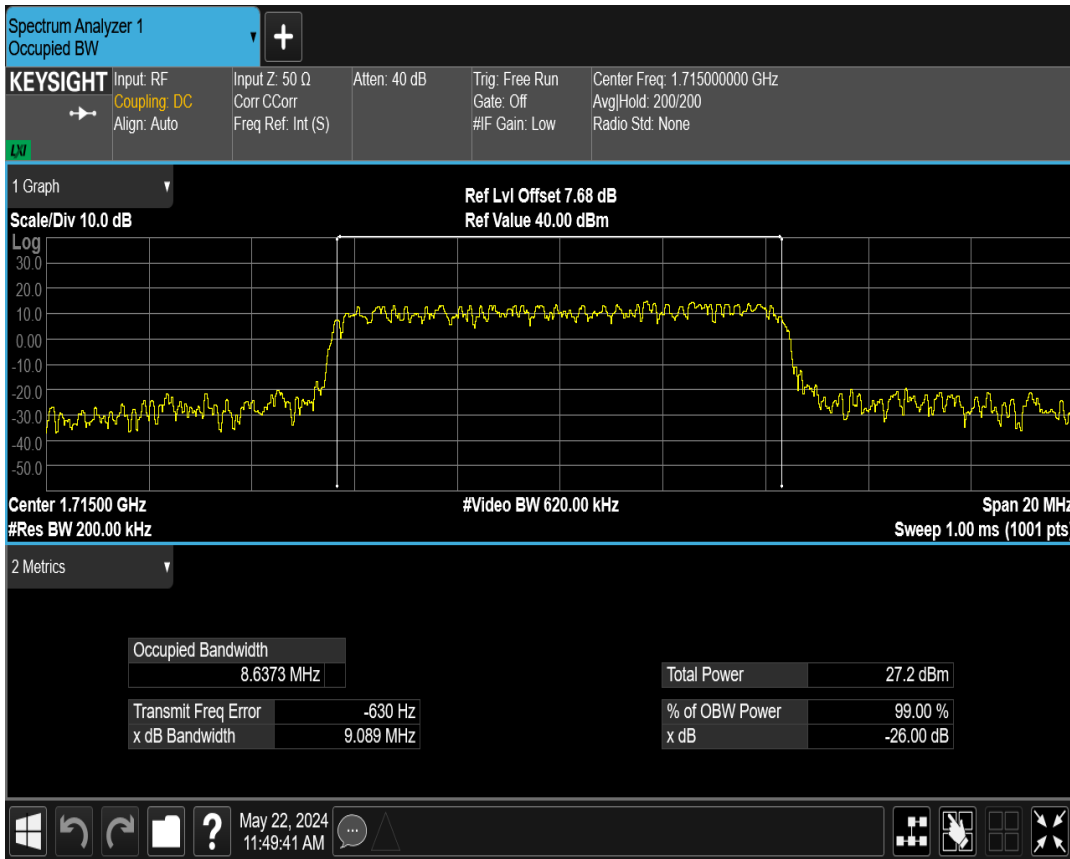 Spectrum Analyzer 1
Occupied BW
+
KEYSIGHT
LXI
Input: RF
Coupling: DC
Align: Auto
Input Z: 50 Ω
Corr CCorr
Freq Ref: Int (S)
Atten: 40 dB
Trig: Free Run
Gate: Off
#IF Gain: Low
Center Freq: 1.715000000 GHz
Avg|Hold: 200/200
Radio Std: None
1 Graph
Scale/Div 10.0 dB
Ref Lvl Offset 7.68 dB
Ref Value 40.00 dBm
Log
30.0
20.0
10.0
0.00
-10.0
-20.0
-30.0
-40.0
-50.0
Center 1.71500 GHz
#Res BW 200.00 kHz
#Video BW 620.00 kHz
Span 20 MHz
Sweep 1.00 ms (1001 pts)
2 Metrics
Occupied Bandwidth
8.6373 MHz
Transmit Freq Error -630 Hz
x dB Bandwidth 9.089 MHz
Total Power 27.2 dBm
% of OBW Power 99.00 %
x dB -26.00 dB
?
May 22, 2024
11:49:41 AM